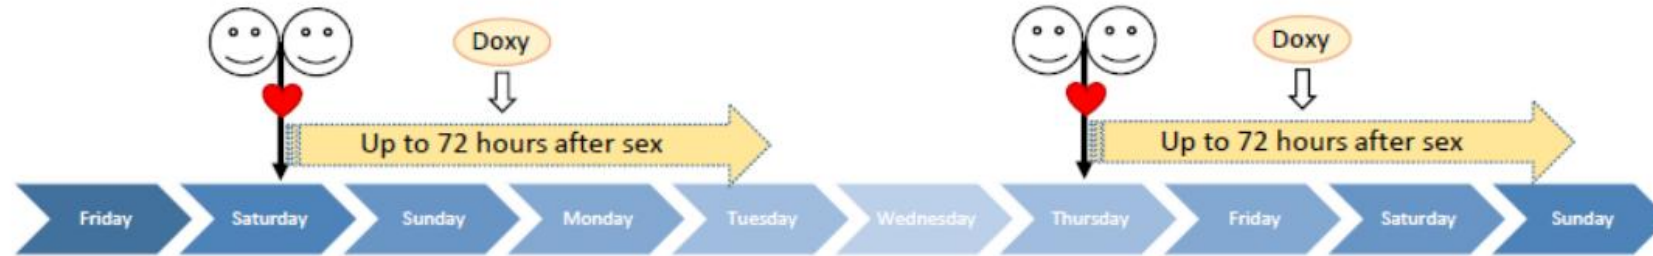 Doxy
Doxy
Up to 72 hours after sex
Up to 72 hours after sex
Friday Saturday Sunday Monday Tuesday Wednesday Thursday Friday Saturday Sunday